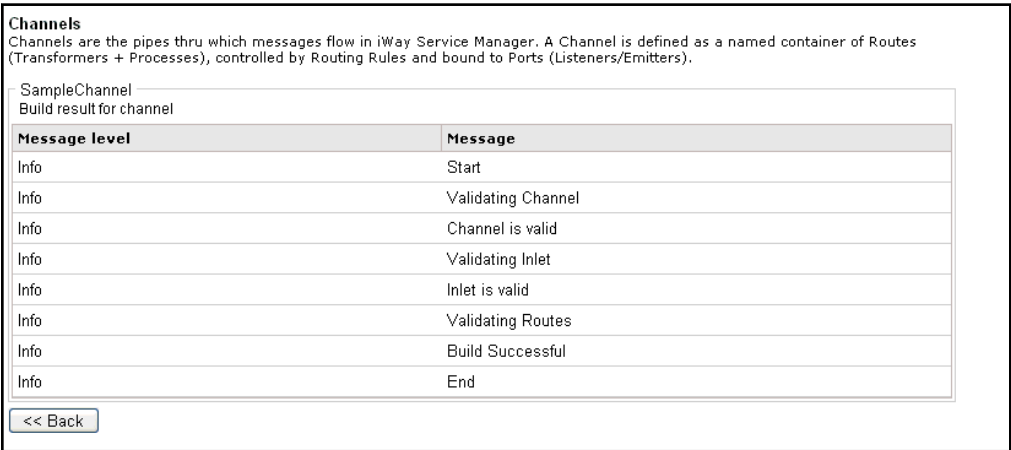 Channels
Channels are the pipes thru which messages flow in iWay Service Manager. A Channel is defined as a named container of Routes
(Transformers + Processes), controlled by Routing Rules and bound to Ports (Listeners/Emitters).
SampleChannel
Build result for channel
Message level Message
Info Start
Info Validating Channel
Info Channel is valid
Info Validating Inlet
Info Inlet is valid
Info Validating Routes
Info Build Successful
Info End
<< Back